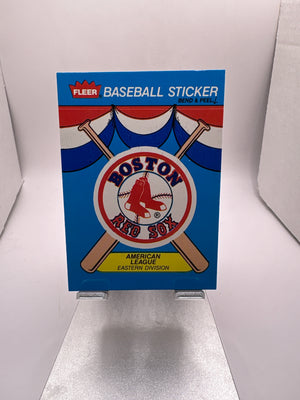 FLEER BASEBALL STICKER
BEND & PEEL
BOSTON
RED SOX
®
AMERICAN
LEAGUE
EASTERN DIVISION